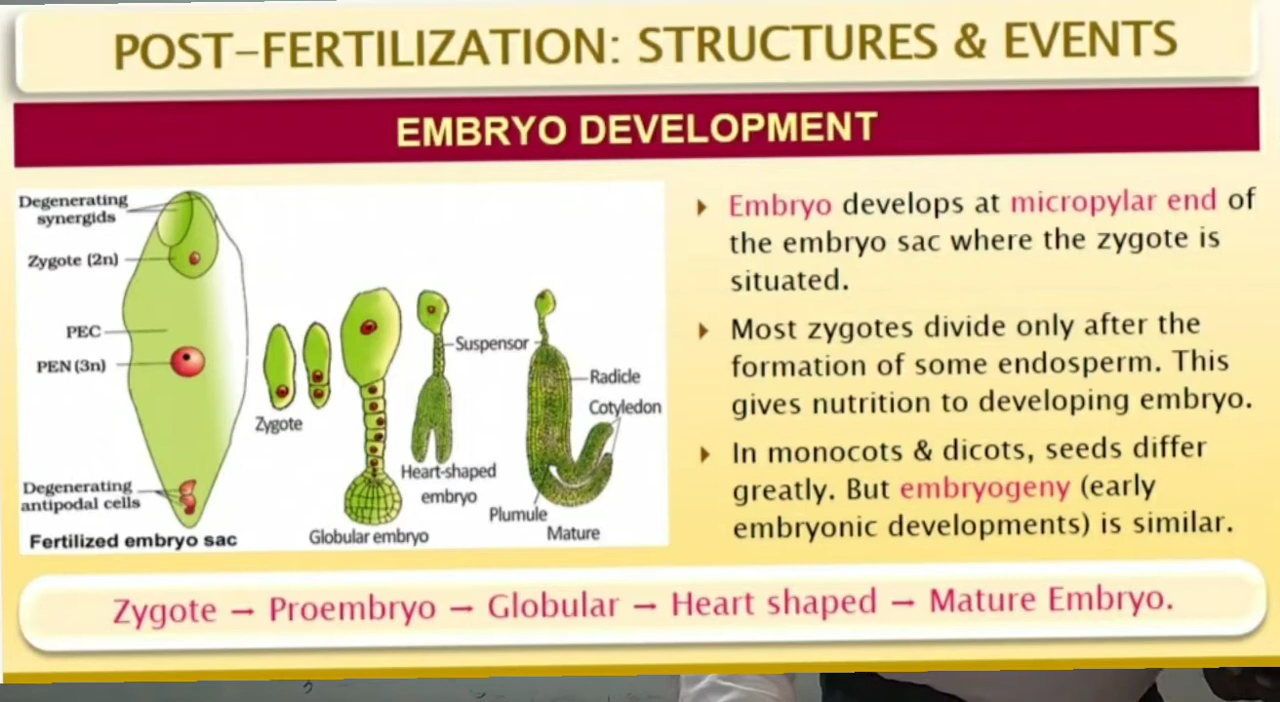 POST-FERTILIZATION: STRUCTURES & EVENTS
EMBRYO DEVELOPMENT
Degenerating
synergids
Zygote (2n)
PEC
PEN (3n)
Degenerating
antipodal cells
Fertilized embryo sac
Zygote
Globular embryo
Suspensor
Heart-shaped
embryo
Radicle
Cotyledon
Plumule
Mature
Embryo develops at micropylar end of
the embryo sac where the zygote is
situated.
Most zygotes divide only after the
formation of some endosperm. This
gives nutrition to developing embryo.
In monocots & dicots, seeds differ
greatly. But embryogeny (early
embryonic developments) is similar.
Zygote – Proembryo – Globular – Heart shaped – Mature Embryo.